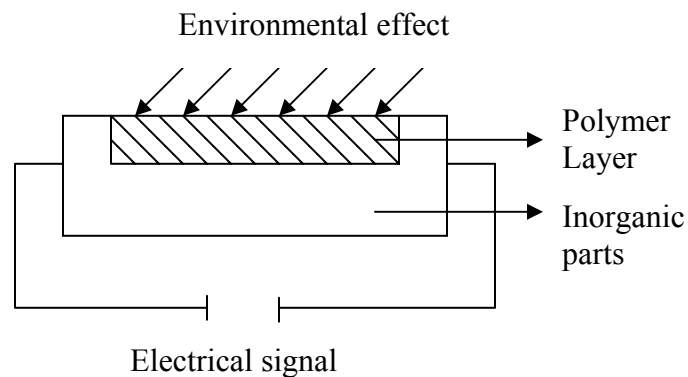 Environmental effect
Polymer
Layer
Inorganic
parts
Electrical signal